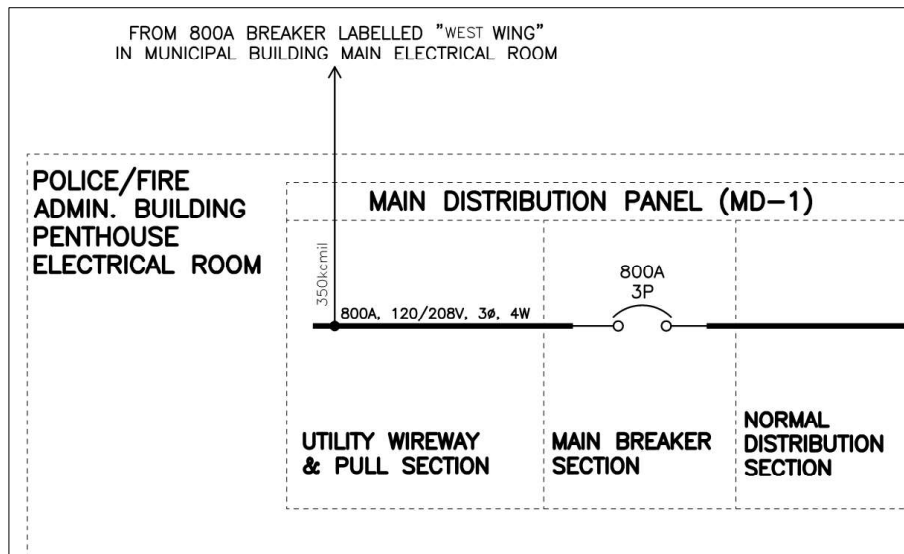 FROM 800A BREAKER LABELLED "WEST WING"
IN MUNICIPAL BUILDING MAIN ELECTRICAL ROOM
POLICE/FIRE
ADMIN. BUILDING
PENTHOUSE
ELECTRICAL ROOM
MAIN DISTRIBUTION PANEL (MD-1)
350kcmil
800A, 120/208V, 3ø, 4W
800A
3P
UTILITY WIREWAY
& PULL SECTION
MAIN BREAKER
SECTION
NORMAL
DISTRIBUTION
SECTION